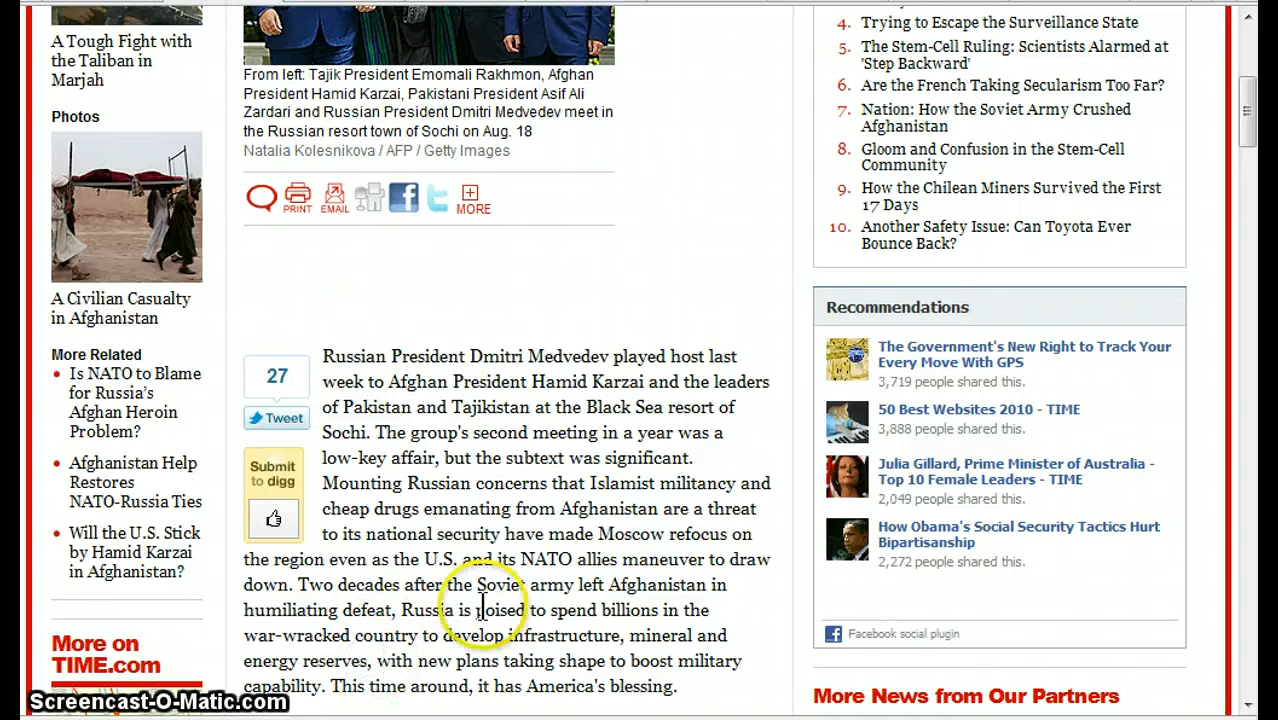 A Tough Fight with
the Taliban in
Marjah
Photos
A Civilian Casualty
in Afghanistan
More Related
Is NATO to Blame
for Russia's
Afghan Heroin
Problem?
Afghanistan Help
Restores
NATO-Russia Ties
Will the U.S. Stick
by Hamid Karzai
in Afghanistan?
More on
TIME.com
From left: Tajik President Emomali Rakhmon, Afghan
President Hamid Karzai, Pakistani President Asif Ali
Zardari and Russian President Dmitri Medvedev meet in
the Russian resort town of Sochi on Aug. 18
Natalia Kolesnikova / AFP / Getty Images
PRINT
EMAIL
MORE
27
Tweet
Submit
to digg
Russian President Dmitri Medvedev played host last
week to Afghan President Hamid Karzai and the leaders
of Pakistan and Tajikistan at the Black Sea resort of
Sochi. The group's second meeting in a year was a
low-key affair, but the subtext was significant.
Mounting Russian concerns that Islamist militancy and
cheap drugs emanating from Afghanistan are a threat
to its national security have made Moscow refocus on
the region even as the U.S. and its NATO allies maneuver to draw
down. Two decades after the Soviet army left Afghanistan in
humiliating defeat, Russia is poised to spend billions in the
war-wracked country to develop infrastructure, mineral and
energy reserves, with new plans taking shape to boost military
capability. This time around, it has America's blessing.
4. Trying to Escape the Surveillance State
5. The Stem-Cell Ruling: Scientists Alarmed at
'Step Backward'
6. Are the French Taking Secularism Too Far?
7. Nation: How the Soviet Army Crushed
Afghanistan
8. Gloom and Confusion in the Stem-Cell
Community
9. How the Chilean Miners Survived the First
17 Days
10. Another Safety Issue: Can Toyota Ever
Bounce Back?
Recommendations
The Government's New Right to Track Your
Every Move With GPS
3,719 people shared this.
50 Best Websites 2010 - TIME
3,888 people shared this.
Julia Gillard, Prime Minister of Australia -
Top 10 Female Leaders - TIME
2,049 people shared this.
How Obama's Social Security Tactics Hurt
Bipartisanship
2,272 people shared this.
Facebook social plugin
More News from Our Partners
Screencast-O-Matic.com